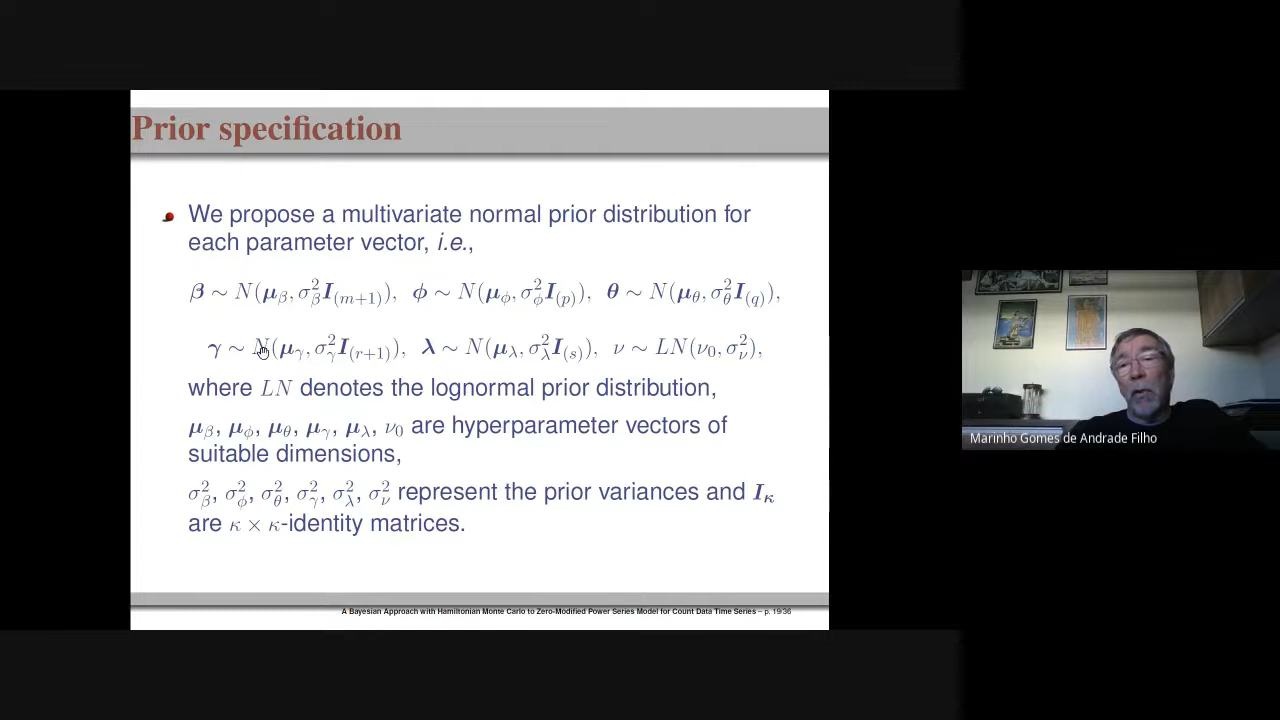 Prior specification
We propose a multivariate normal prior distribution for
each parameter vector, i.e.,
β ∼ N(μ_β, σ²_β I_(m+1)), φ ∼ N(μ_φ, σ²_φ I_(p)), θ ∼ N(μ_θ, σ²_θ I_(q)),
γ ∼ N(μ_γ, σ²_γ I_(r+1)), λ ∼ N(μ_λ, σ²_λ I_(s)), ν ∼ LN(ν₀, σ²_ν),
where LN denotes the lognormal prior distribution,
μ_β, μ_φ, μ_θ, μ_γ, μ_λ, ν₀ are hyperparameter vectors of
suitable dimensions,
σ²_β, σ²_φ, σ²_θ, σ²_γ, σ²_λ, σ²_ν represent the prior variances and I_κ
are κ × κ-identity matrices.
A Bayesian Approach with Hamiltonian Monte Carlo to Zero-Modified Power Series Model for Count Data Time Series – p. 19/36
Marinho Gomes de Andrade Filho